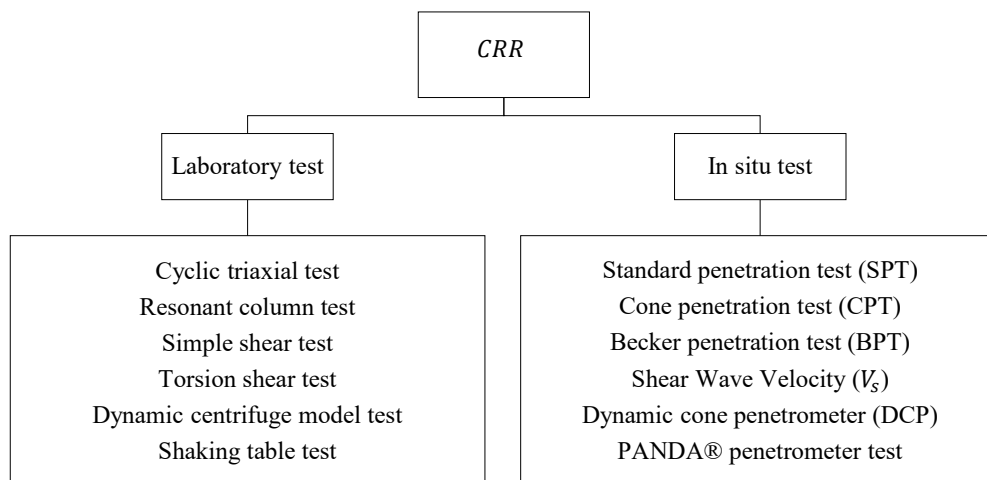 CRR
Laboratory test
In situ test
Cyclic triaxial test
Resonant column test
Simple shear test
Torsion shear test
Dynamic centrifuge model test
Shaking table test
Standard penetration test (SPT)
Cone penetration test (CPT)
Becker penetration test (BPT)
Shear Wave Velocity (Vₛ)
Dynamic cone penetrometer (DCP)
PANDA® penetrometer test